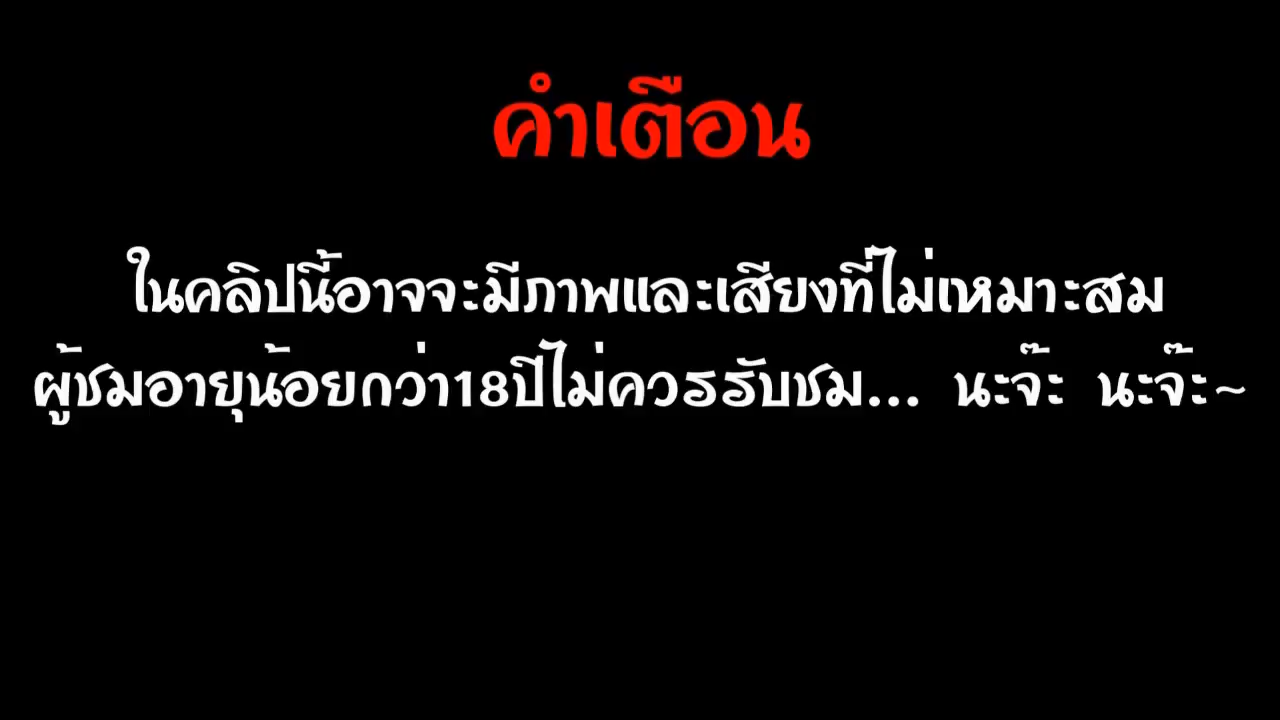 คำเตือน
ในคลิปนี้อาจจะมีภาพและเสียงที่ไม่เหมาะสม
ผู้ชมอายุน้อยกว่า18ปีไม่ควรรับชม... นะจ๊ะ นะจ๊ะ~